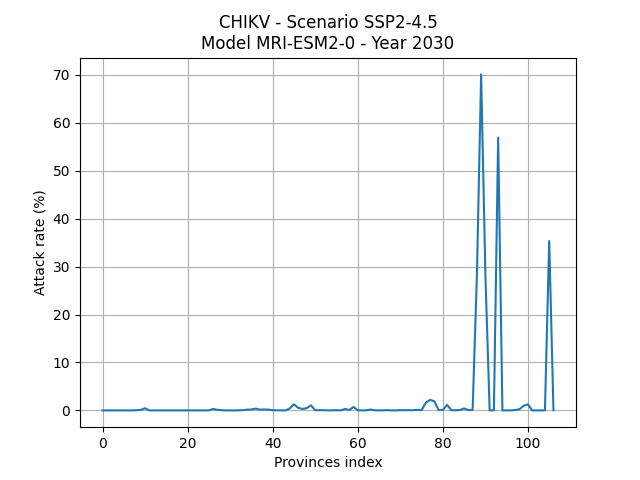 CHIKV - Scenario SSP2-4.5
Model MRI-ESM2-0 - Year 2030
70
60
50
40
30
20
10
0
Attack rate (%)
0 20 40 60 80 100
Provinces index